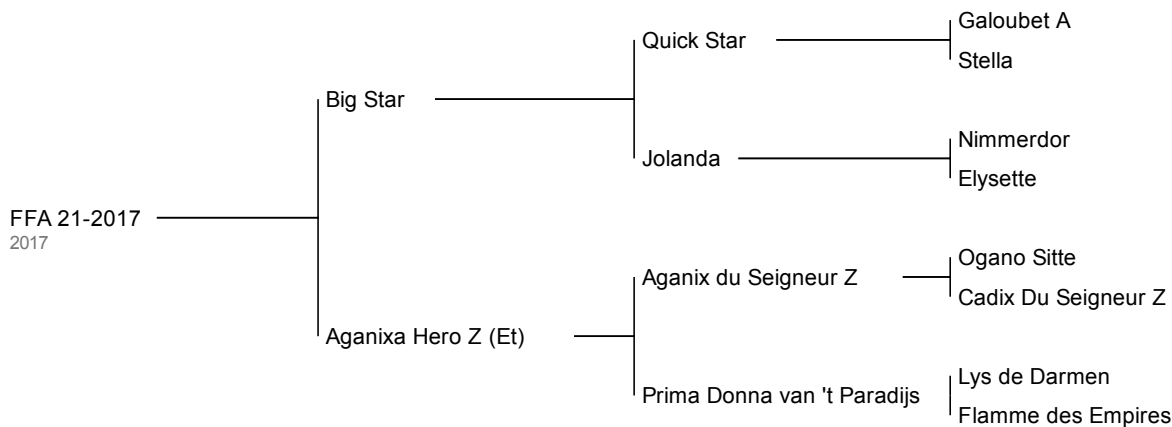 Galoubet A
Quick Star
Stella
Big Star
Nimmerdor
Jolanda
Elysette
FFA 21-2017
2017
Ogano Sitte
Aganix du Seigneur Z
Cadix Du Seigneur Z
Aganixa Hero Z (Et)
Lys de Darmen
Prima Donna van 't Paradijs
Flamme des Empires